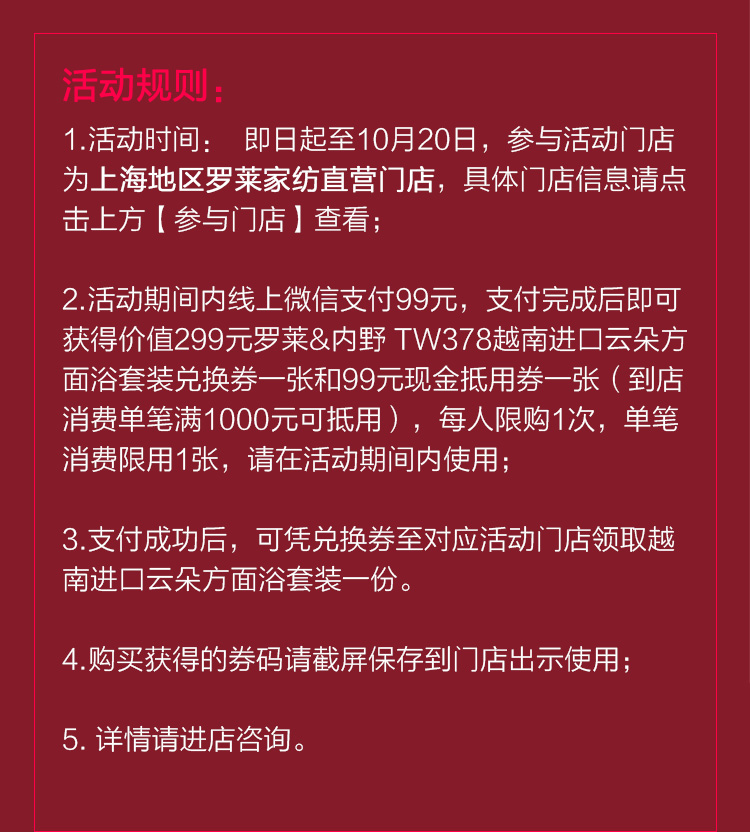 活动规则：
1.活动时间： 即日起至10月20日，参与活动门店
为上海地区罗莱家纺直营门店，具体门店信息请点
击上方【参与门店】查看；
2.活动期间内线上微信支付99元，支付完成后即可
获得价值299元罗莱&内野 TW378越南进口云朵方
面浴套装兑换券一张和99元现金抵用券一张（到店
消费单笔满1000元可抵用），每人限购1次，单笔
消费限用1张，请在活动期间内使用；
3.支付成功后，可凭兑换券至对应活动门店领取越
南进口云朵方面浴套装一份。
4.购买获得的券码请截屏保存到门店出示使用；
5. 详情请进店咨询。